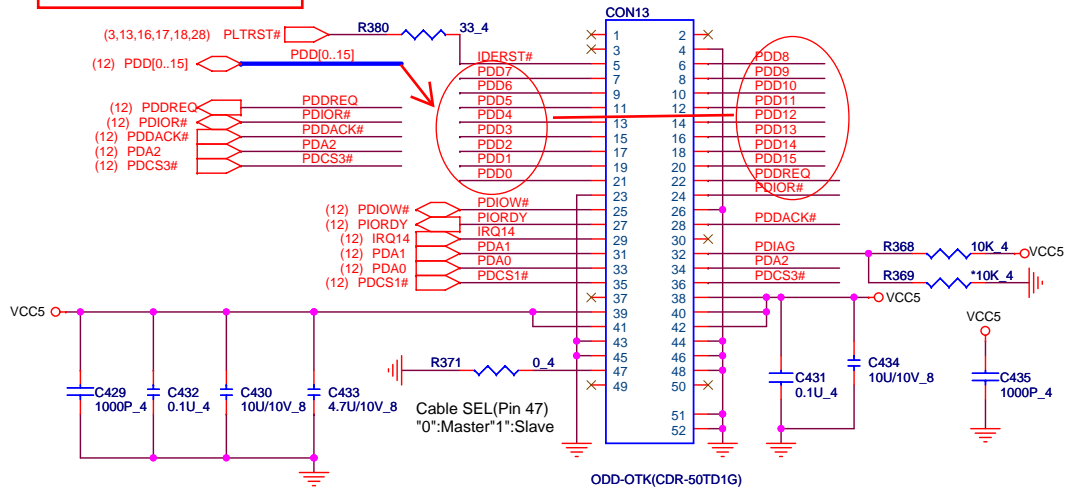 CON13
(3,13,16,17,18,28) PLTRST# R380 33_4
(12) PDD[0..15] PDD[0..15]
(12) PDDREQ PDDREQ
(12) PDIOR# PDIOR#
(12) PDDACK# PDDACK#
(12) PDA2 PDA2
(12) PDCS3# PDCS3#
1 2
3 4
IDERST# 5 6 PDD8
PDD7 7 8 PDD9
PDD6 9 10 PDD10
PDD5 11 12 PDD11
PDD4 13 14 PDD12
PDD3 15 16 PDD13
PDD2 17 18 PDD14
PDD1 19 20 PDD15
PDD0 21 22 PDDREQ
23 24 PDIOR#
(12) PDIOW# PDIOW# 25 26
(12) PIORDY PIORDY 27 28 PDDACK#
(12) IRQ14 IRQ14 29 30
(12) PDA1 PDA1 31 32 PDIAG R368 10K_4 VCC5
(12) PDA0 PDA0 33 34 PDA2
(12) PDCS1# PDCS1# 35 36 PDCS3# R369 *10K_4
37 38 VCC5
VCC5 39 40
41 42
43 44
45 46
R371 0_4 47 48
49 50
51
52
C429
1000P_4
C432
0.1U_4
C430
10U/10V_8
C433
4.7U/10V_8
Cable SEL(Pin 47)
"0":Master"1":Slave
C431
0.1U_4
C434
10U/10V_8
VCC5
C435
1000P_4
ODD-OTK(CDR-50TD1G)